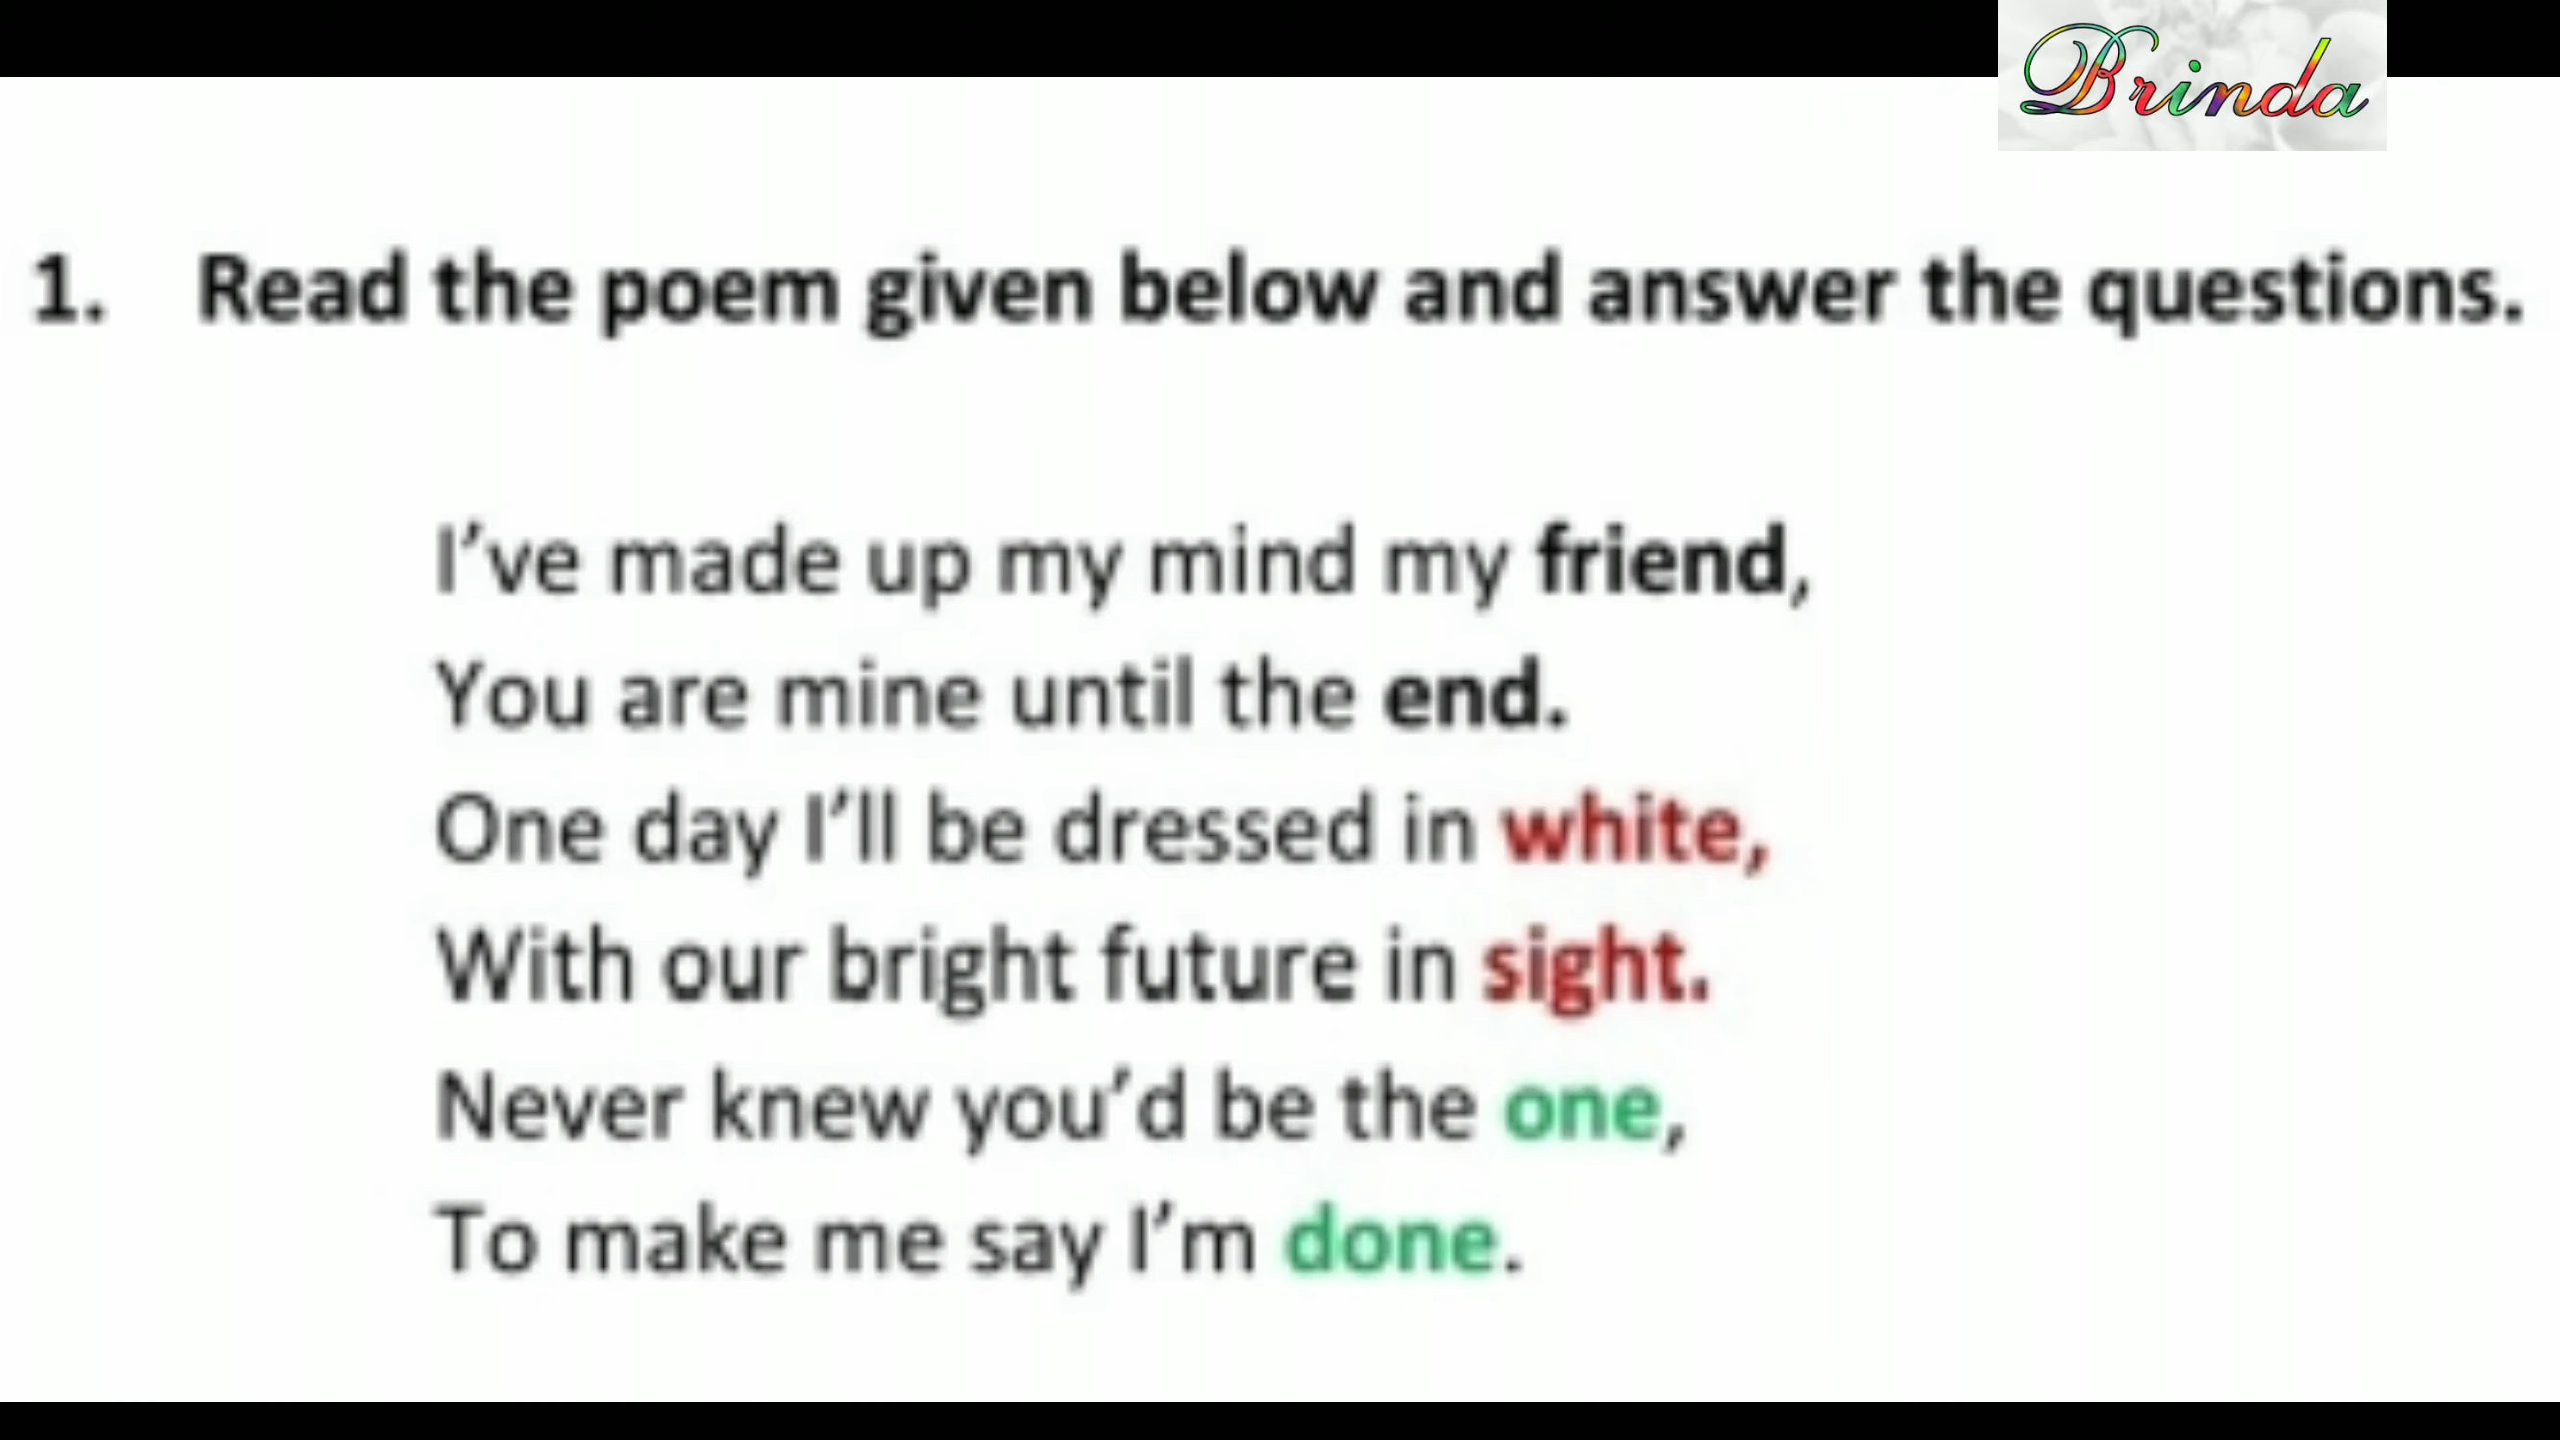 Brinda
1. Read the poem given below and answer the questions.
I’ve made up my mind my friend,
You are mine until the end.
One day I’ll be dressed in white,
With our bright future in sight.
Never knew you’d be the one,
To make me say I’m done.